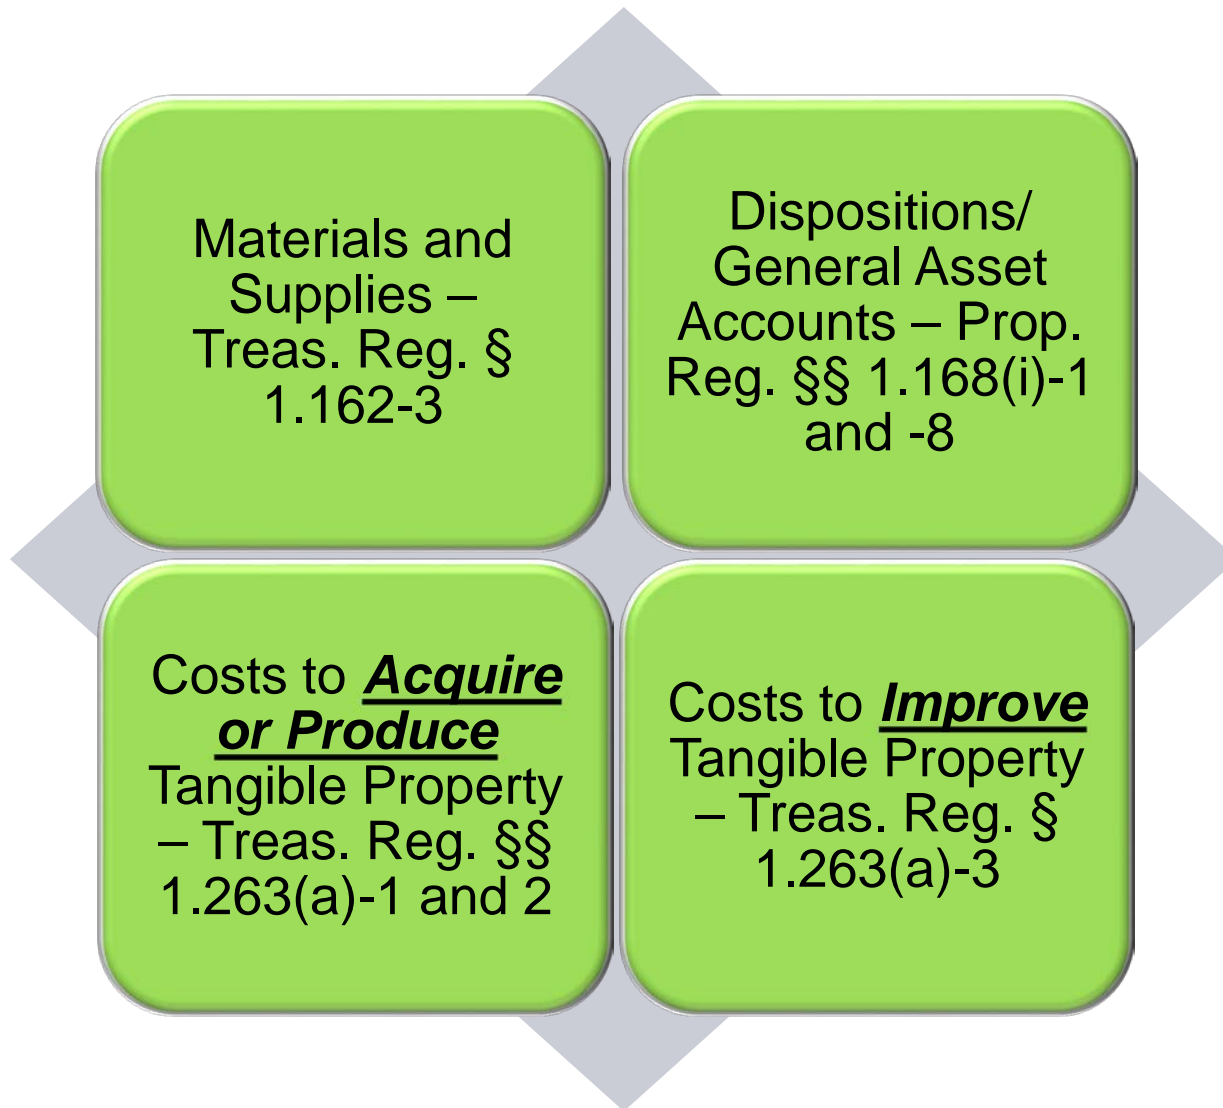 Materials and
Supplies –
Treas. Reg. §
1.162-3
Dispositions/
General Asset
Accounts – Prop.
Reg. §§ 1.168(i)-1
and -8
Costs to Acquire
or Produce
Tangible Property
– Treas. Reg. §§
1.263(a)-1 and 2
Costs to Improve
Tangible Property
– Treas. Reg. §
1.263(a)-3